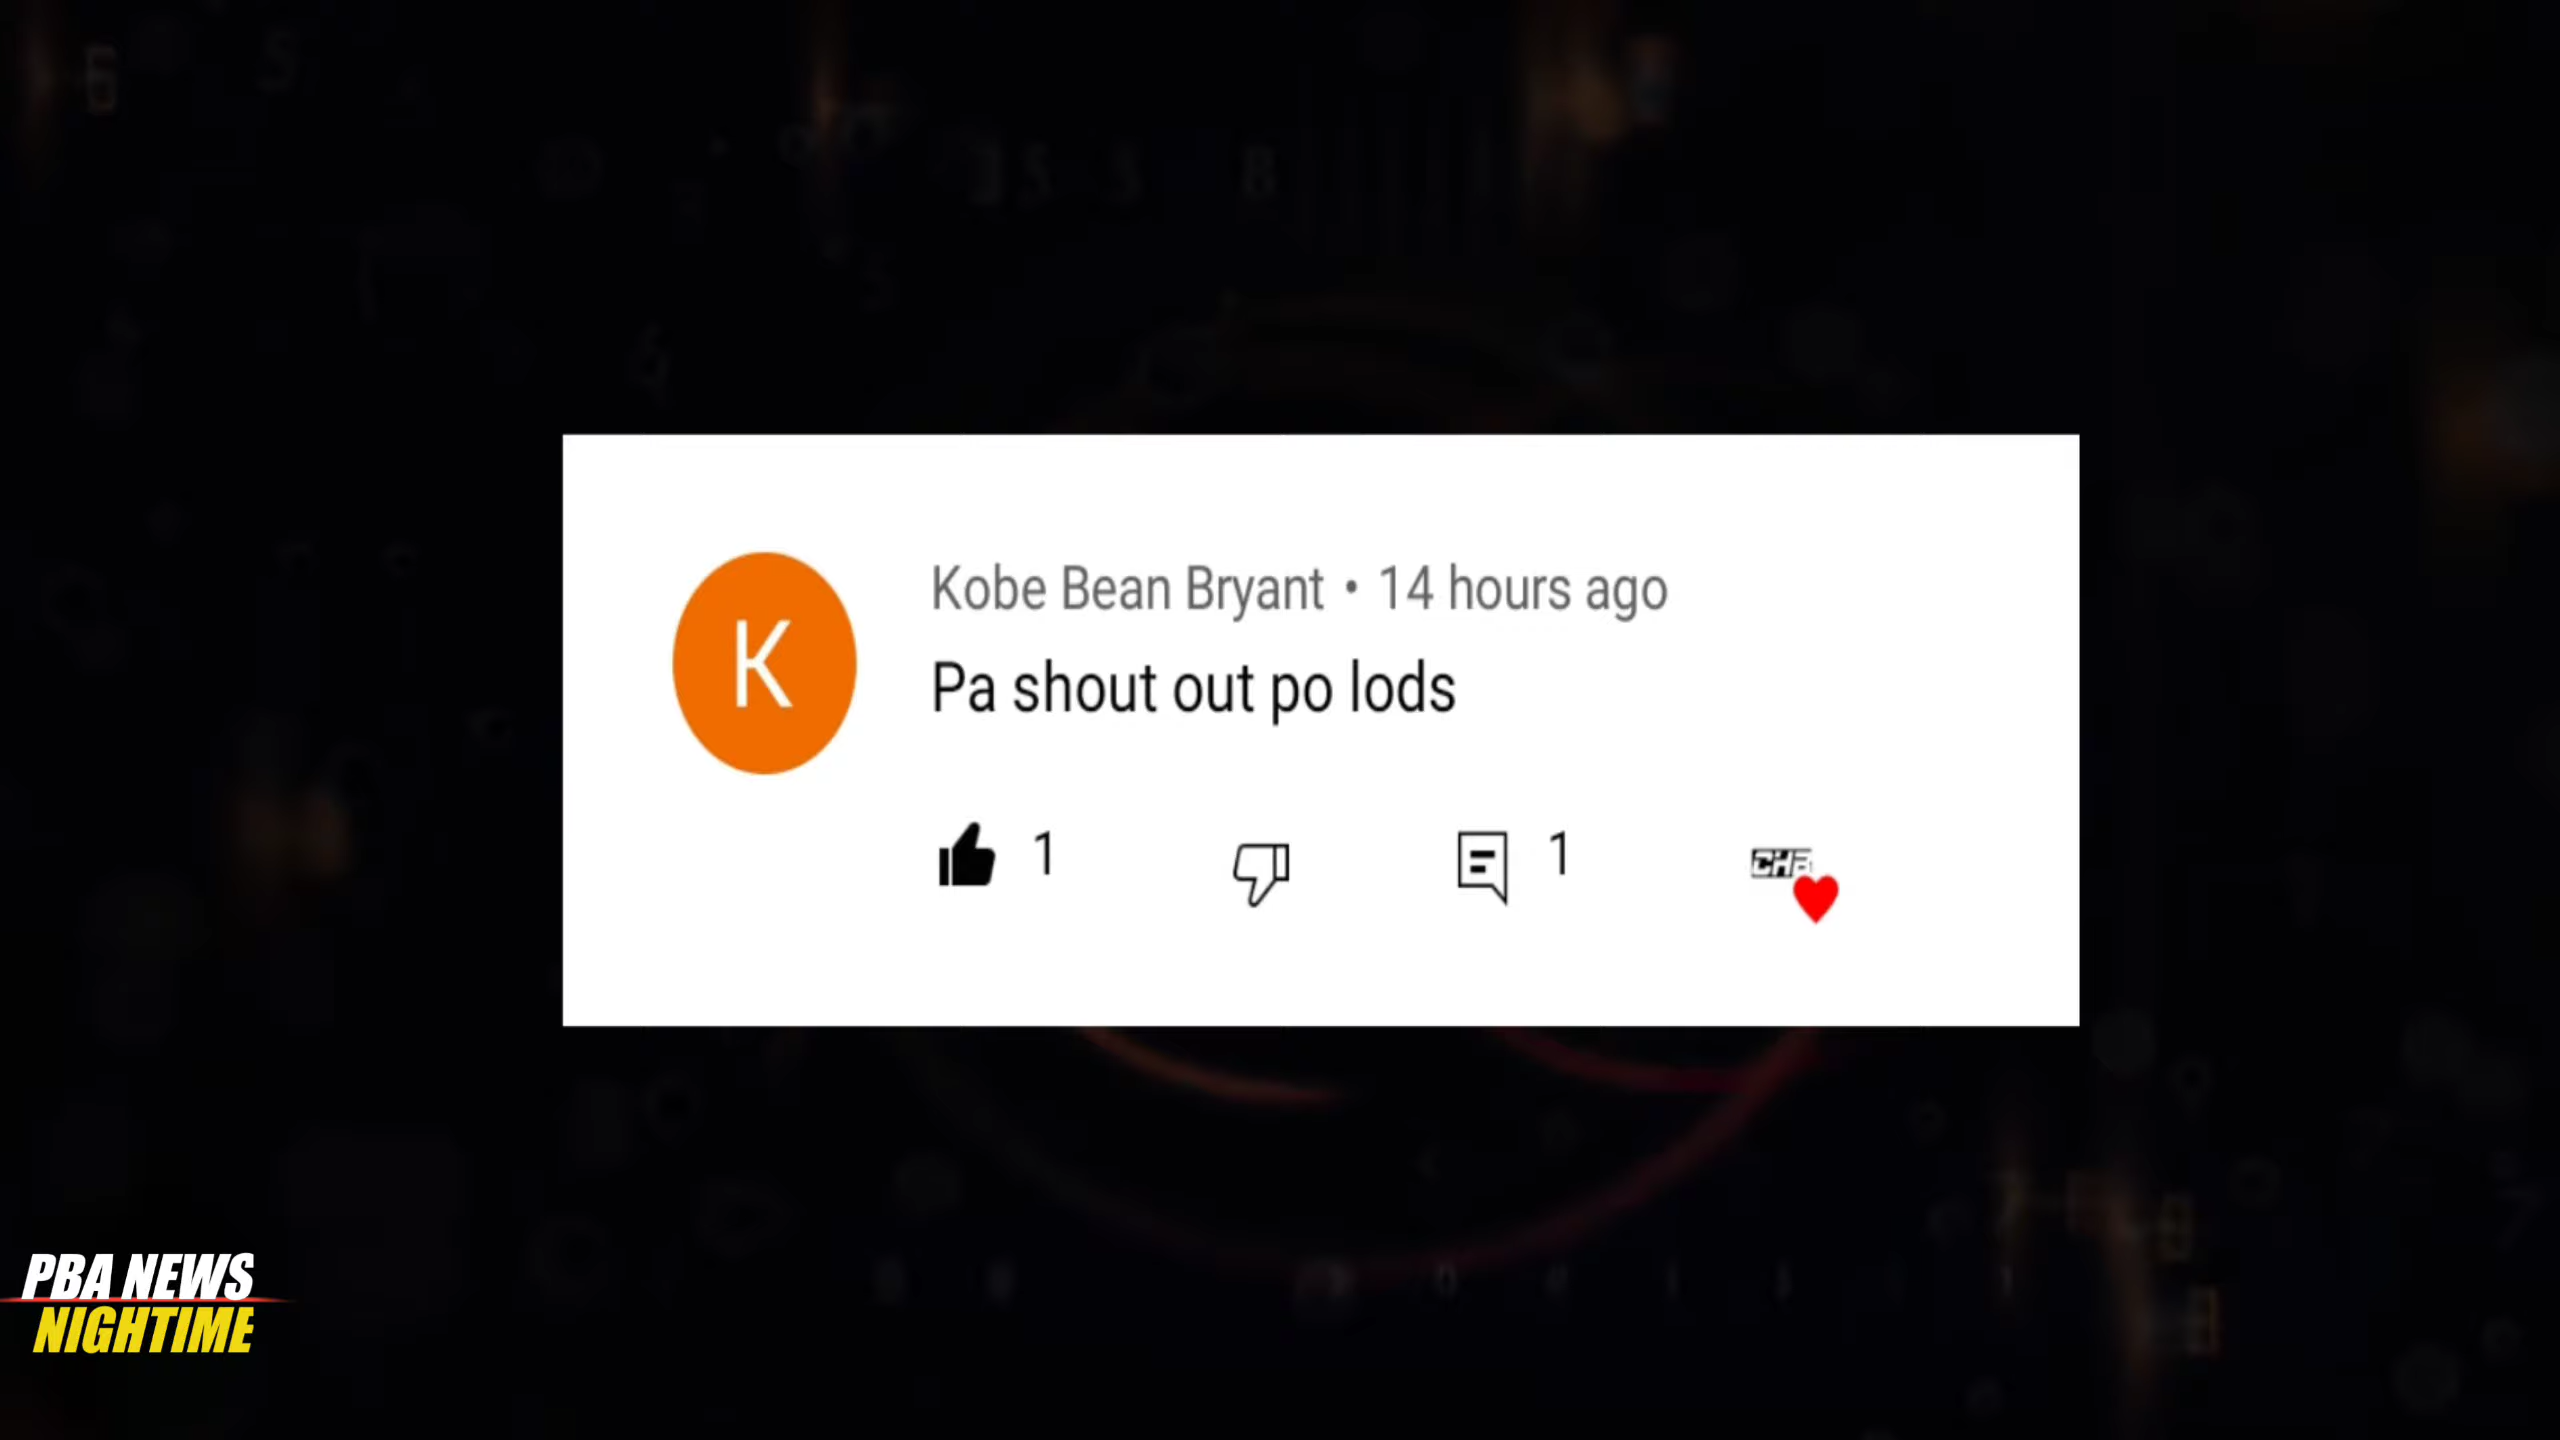 K
Kobe Bean Bryant • 14 hours ago
Pa shout out po lods
1
1
PBA NEWS
NIGHTIME